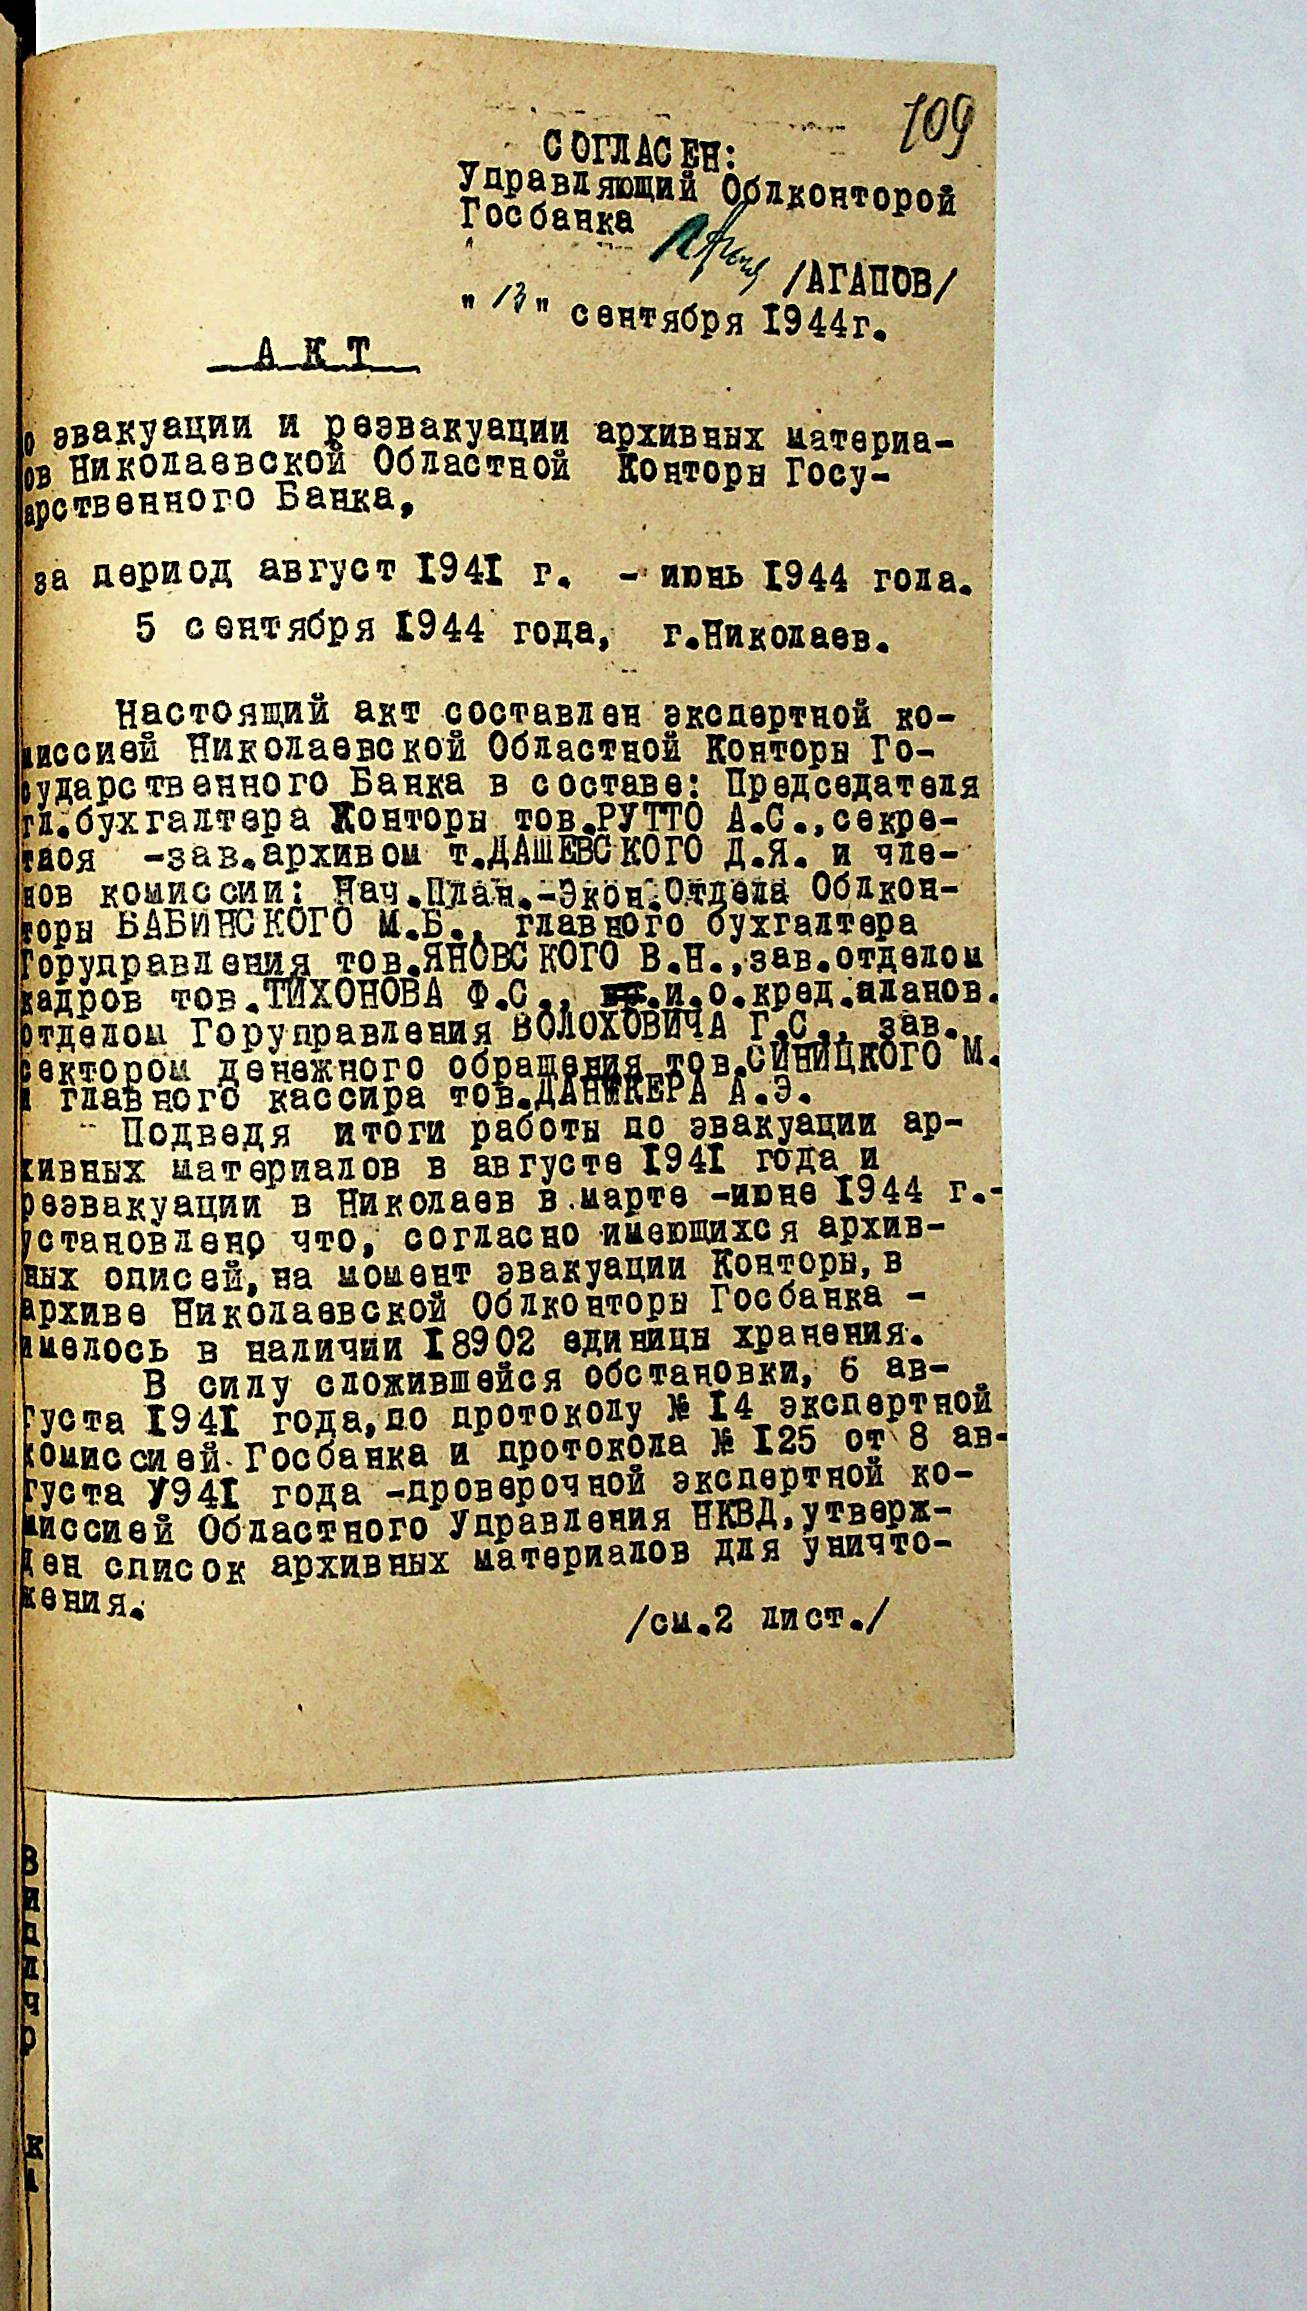 109
СОГЛАСЕН:
Управляющий Облконторой
Госбанка
/АГАПОВ/
" 13 " сентября 1944г.
А К Т
о эвакуации и реэвакуации архивных материа-
ов Николаевской Областной Конторы Госу-
арственного Банка,
за период август 1941 г. - июнь 1944 года.
5 сентября 1944 года, г.Николаев.
Настоящий акт составлен экспертной ко-
миссией Николаевской Областной Конторы Го-
сударственного Банка в составе: Председателя
гл.бухгалтера Конторы тов.РУТТО А.С.,секре-
таоя -зав.архивом т.ДАШЕВСКОГО Д.Я. и чле-
нов комиссии: Нач.План.-Экон.Отдела Облкон-
торы БАБИНСКОГО М.Б., главного бухгалтера
Горуправления тов.ЯНОВСКОГО В.Н.,зав.отделом
кадров тов.ТИХОНОВА Ф.С., .и.о.кред.планов.
отделом Горуправления ВОЛОХОВИЧА Г.С., зав.
сектором денежного обращения тов.СИНИЦКОГО М.
и главного кассира тов.ДАНИКЕРА А.Э.
Подведя итоги работы по эвакуации ар-
хивных материалов в августе 1941 года и
реэвакуации в Николаев в марте -июне 1944 г.-
установлено что, согласно имеющихся архив-
ных описей, на момент эвакуации Конторы, в
архиве Николаевской Облконторы Госбанка -
имелось в наличии 18902 единицы хранения.
В силу сложившейся обстановки, 6 ав-
густа 1941 года, по протоколу № 14 экспертной
комиссией Госбанка и протокола № 125 от 8 ав-
густа У941 года -проверочной экспертной ко-
миссией Областного Управления НКВД, утверж-
ден список архивных материалов для уничто-
жения.
/см.2 лист./
В
и
д
л
ч
р
к